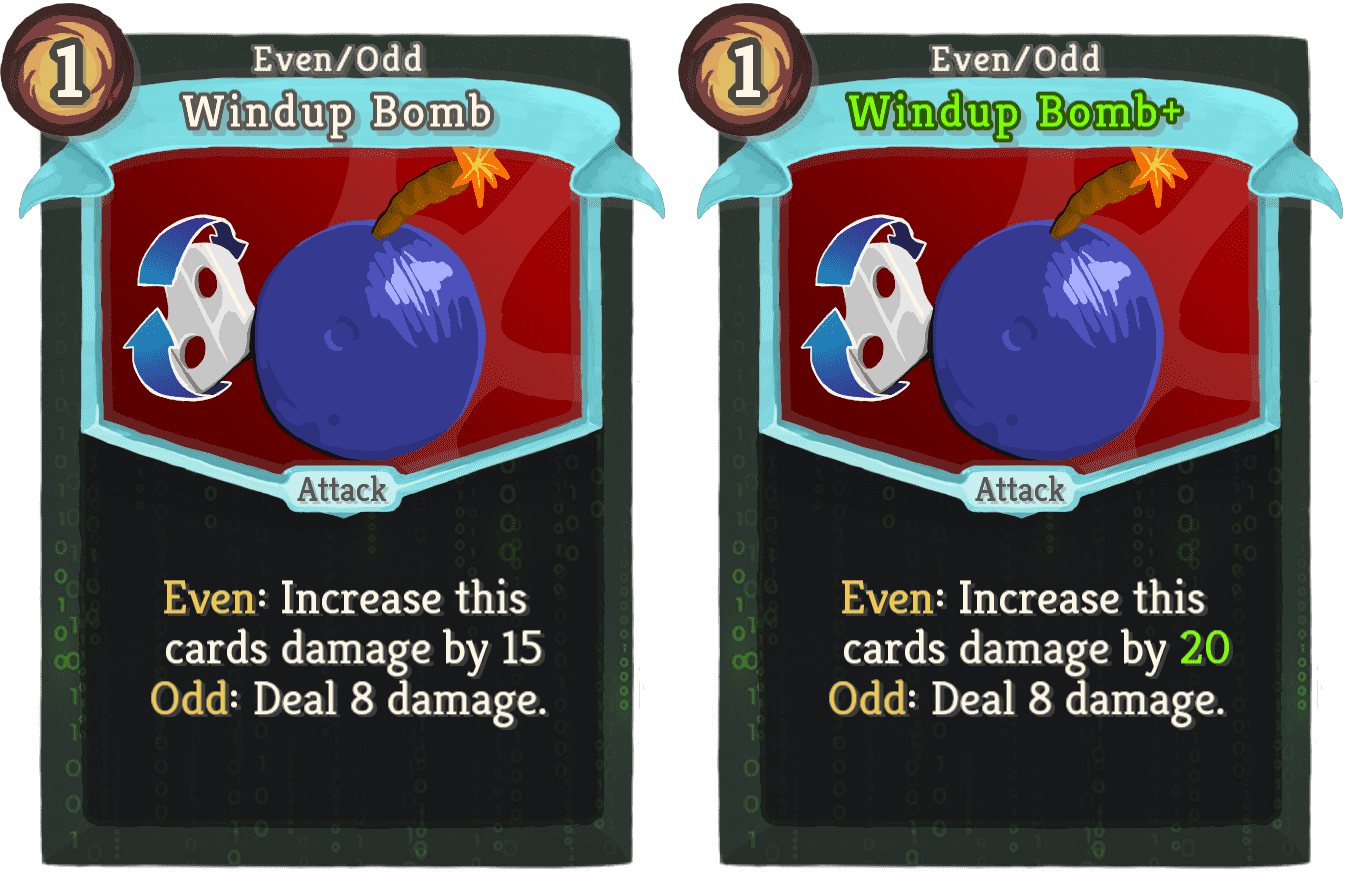 1
Even/Odd
Windup Bomb
Attack
Even: Increase this
cards damage by 15
Odd: Deal 8 damage.
1
Even/Odd
Windup Bomb+
Attack
Even: Increase this
cards damage by 20
Odd: Deal 8 damage.